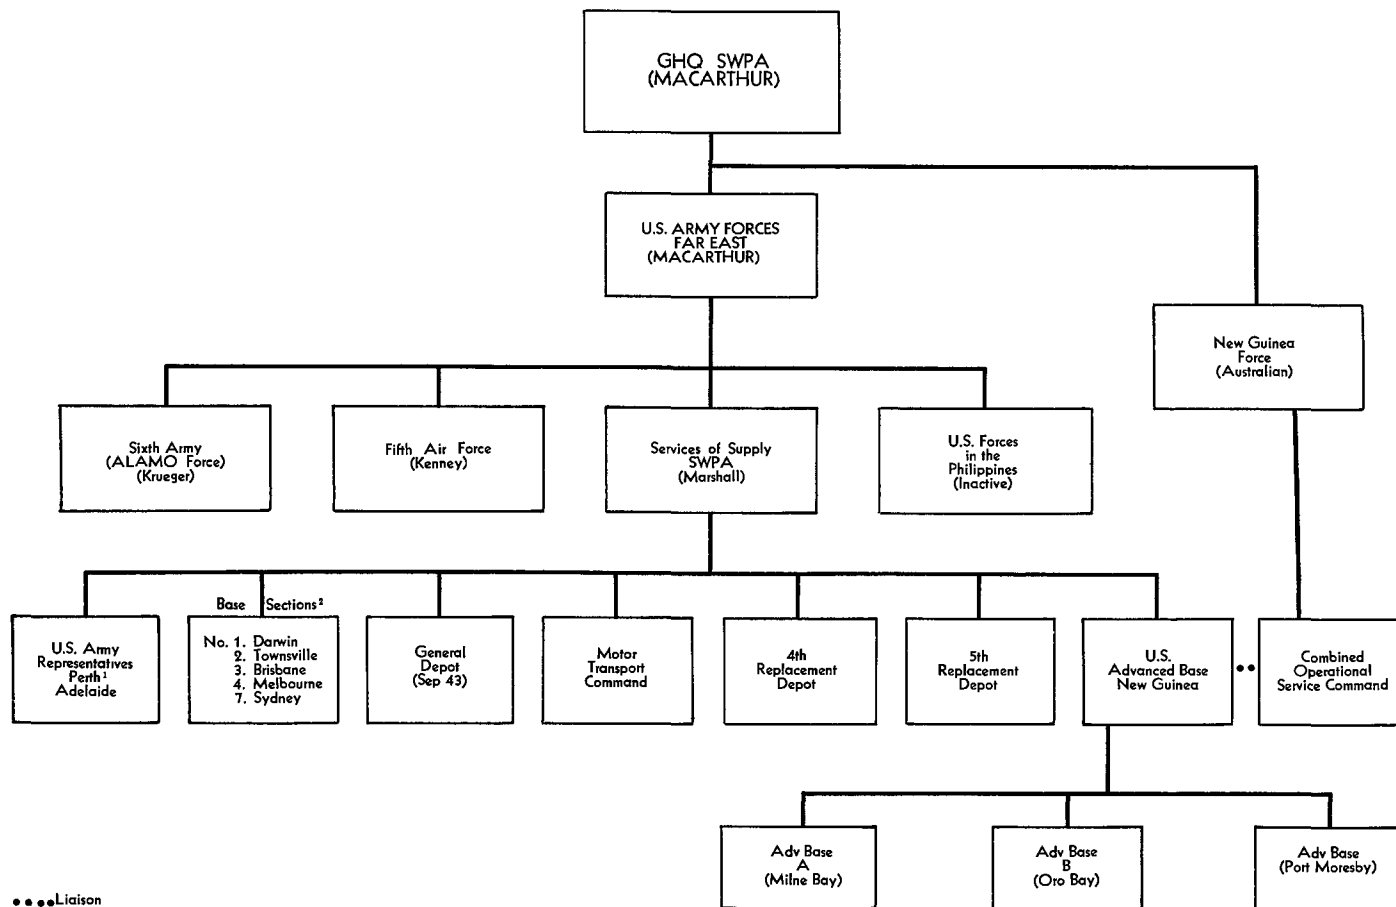 GHQ SWPA
(MACARTHUR)
U.S. ARMY FORCES
FAR EAST
(MACARTHUR)
New Guinea
Force
(Australian)
Sixth Army
(ALAMO Force)
(Krueger)
Fifth Air Force
(Kenney)
Services of Supply
SWPA
(Marshall)
U.S. Forces
in the
Philippines
(Inactive)
U.S. Army
Representatives
Perth¹
Adelaide
Base Sections²
No. 1. Darwin
2. Townsville
3. Brisbane
4. Melbourne
7. Sydney
General
Depot
(Sep 43)
Motor
Transport
Command
4th
Replacement
Depot
5th
Replacement
Depot
U.S.
Advanced Base
New Guinea
Combined
Operational
Service Command
Adv Base
A
(Milne Bay)
Adv Base
B
(Oro Bay)
Adv Base
(Port Moresby)
••••Liaison